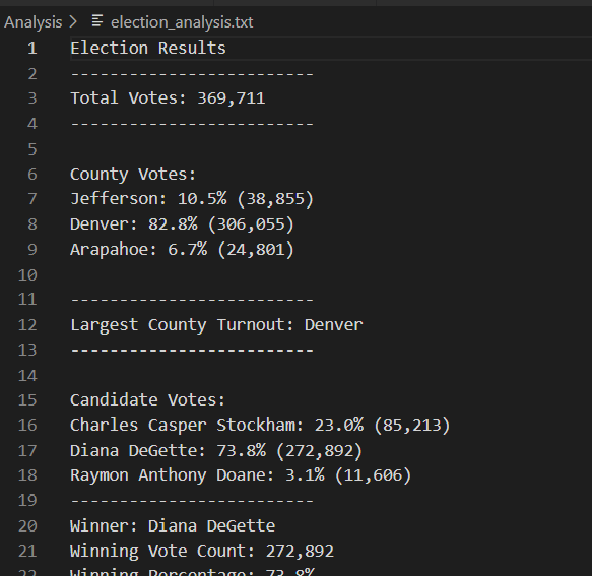 Analysis > election_analysis.txt
1 Election Results
2 -------------------------
3 Total Votes: 369,711
4 -------------------------
5
6 County Votes:
7 Jefferson: 10.5% (38,855)
8 Denver: 82.8% (306,055)
9 Arapahoe: 6.7% (24,801)
10
11 -------------------------
12 Largest County Turnout: Denver
13 -------------------------
14
15 Candidate Votes:
16 Charles Casper Stockham: 23.0% (85,213)
17 Diana DeGette: 73.8% (272,892)
18 Raymon Anthony Doane: 3.1% (11,606)
19 -------------------------
20 Winner: Diana DeGette
21 Winning Vote Count: 272,892
22 Winning Percentage: 73.8%